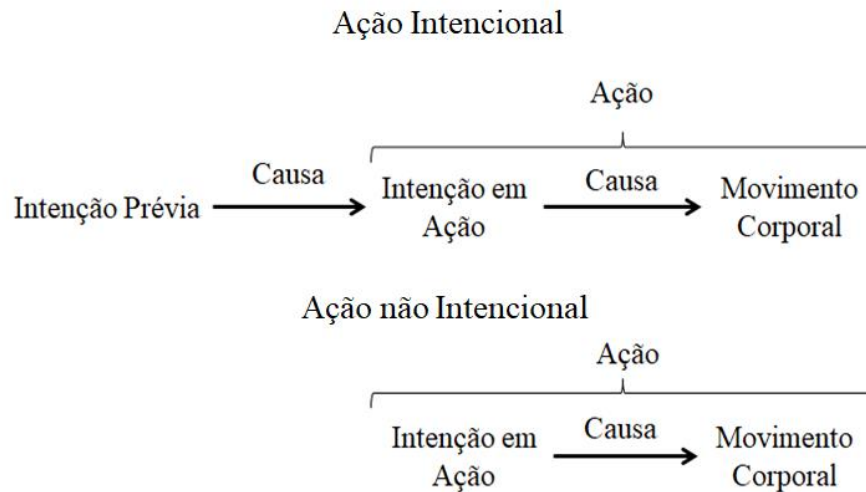 Ação Intencional
Ação
Causa
Causa
Intenção Prévia
Intenção em
Ação
Movimento
Corporal
Ação não Intencional
Ação
Causa
Intenção em
Ação
Movimento
Corporal